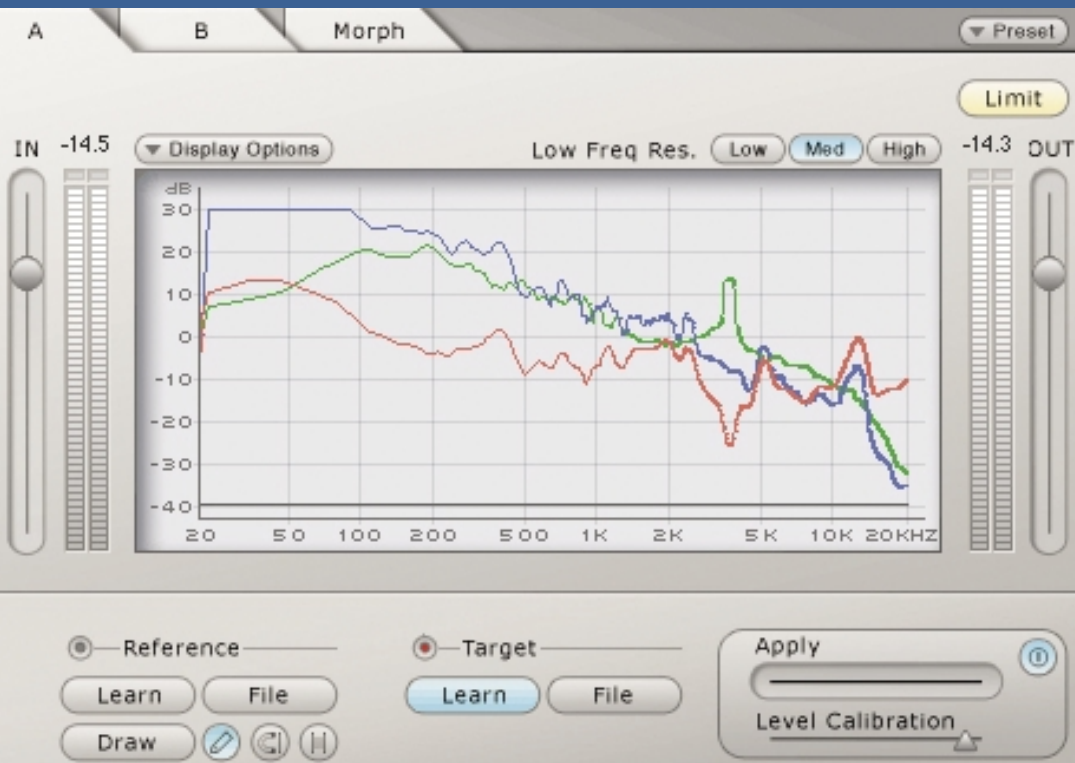 A B Morph Preset
Limit
IN -14.5 Display Options Low Freq Res. Low Med High -14.3 OUT
dB
30
20
10
0
-10
-20
-30
-40
20 50 100 200 500 1K 2K 5K 10K 20KHZ
Reference Target Apply
Learn File Learn File
Level Calibration
Draw